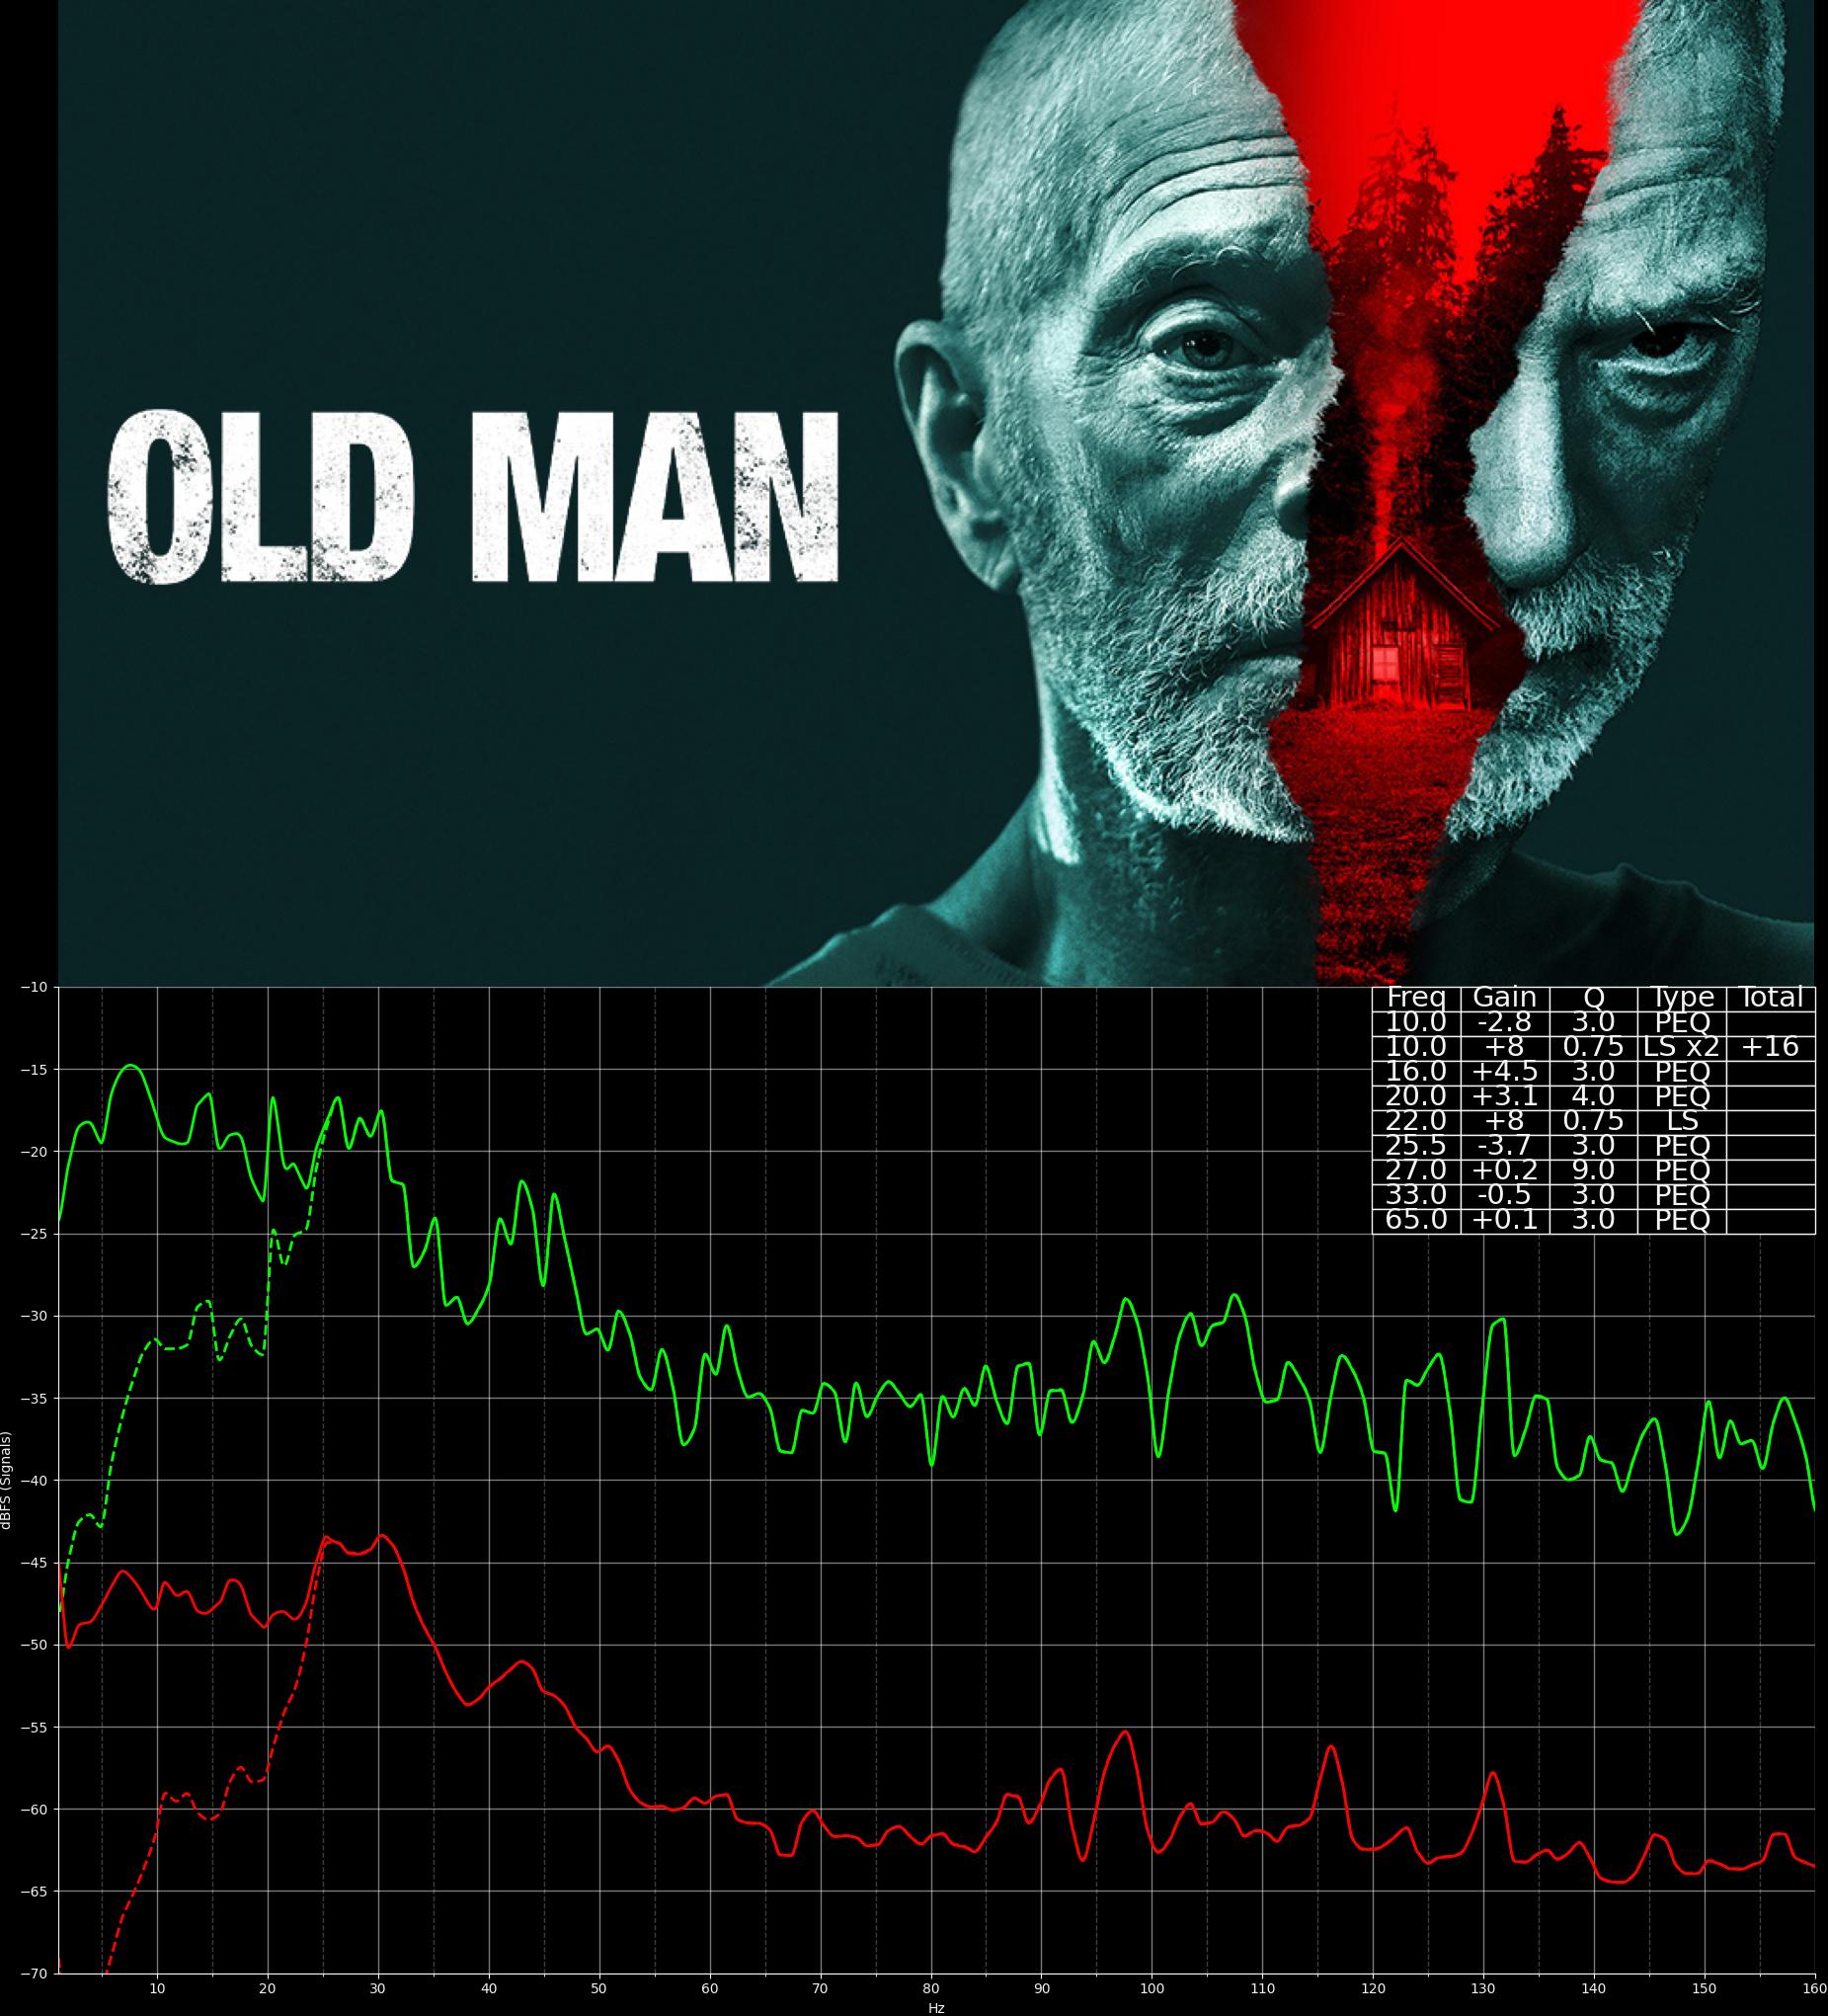 OLD MAN
Freq Gain Q Type Total
10.0 -2.8 3.0 PEQ
10.0 +8 0.75 LS x2 +16
16.0 +4.5 3.0 PEQ
20.0 +3.1 4.0 PEQ
22.0 +8 0.75 LS
25.5 -3.7 3.0 PEQ
27.0 +0.2 9.0 PEQ
33.0 -0.5 3.0 PEQ
65.0 +0.1 3.0 PEQ
−10
−15
−20
−25
−30
−35
−40
−45
−50
−55
−60
−65
−70
dBFS (Signals)
10 20 30 40 50 60 70 80 90 100 110 120 130 140 150 160
Hz